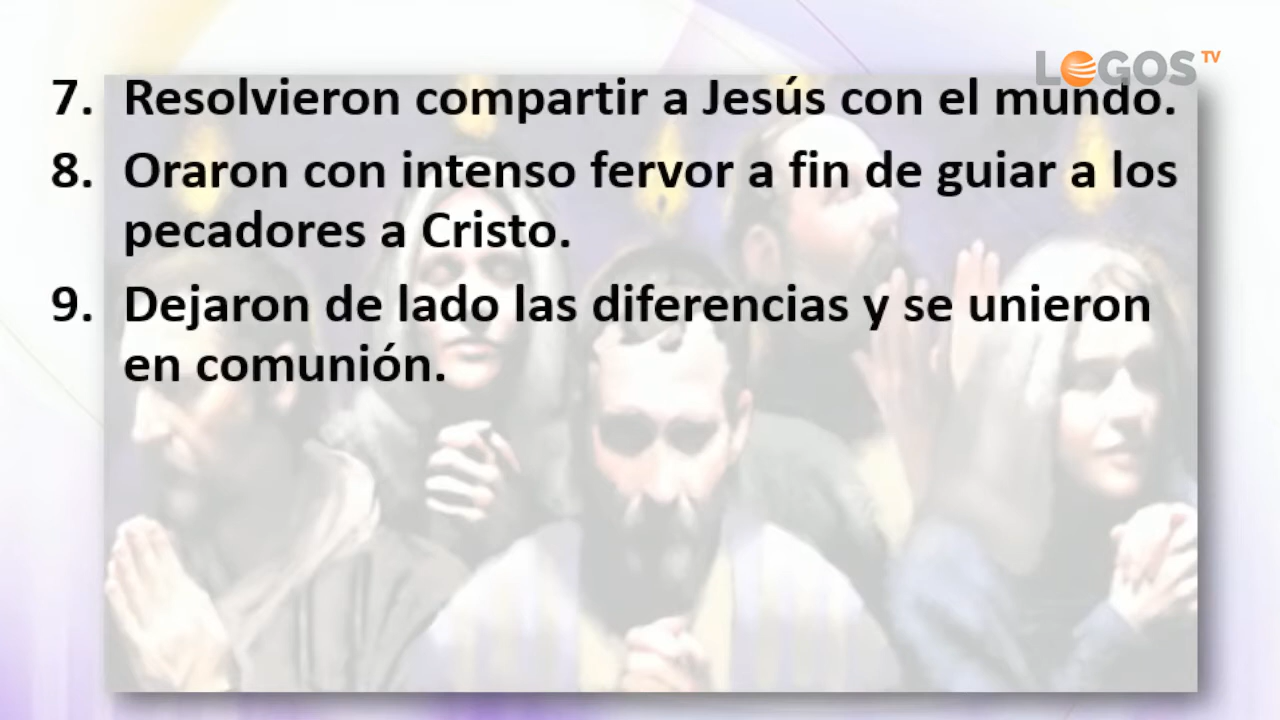 LOGOS TV
7. Resolvieron compartir a Jesús con el mundo.
8. Oraron con intenso fervor a fin de guiar a los
pecadores a Cristo.
9. Dejaron de lado las diferencias y se unieron
en comunión.